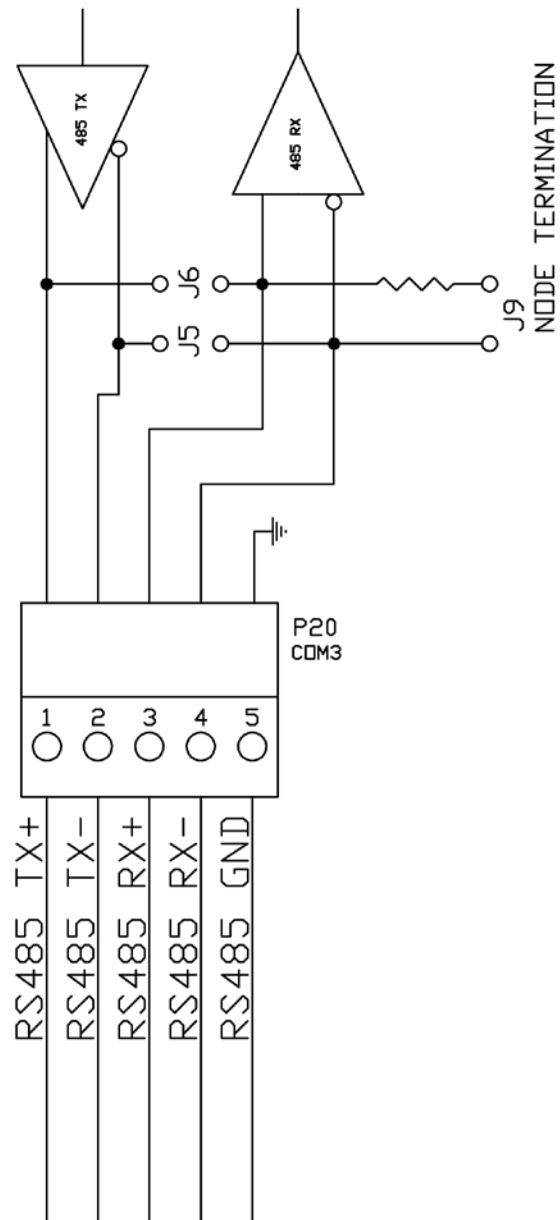 485 TX
485 RX
J6
J5
J9
NODE TERMINATION
P20
COM3
1 2 3 4 5
RS485 TX+
RS485 TX-
RS485 RX+
RS485 RX-
RS485 GND